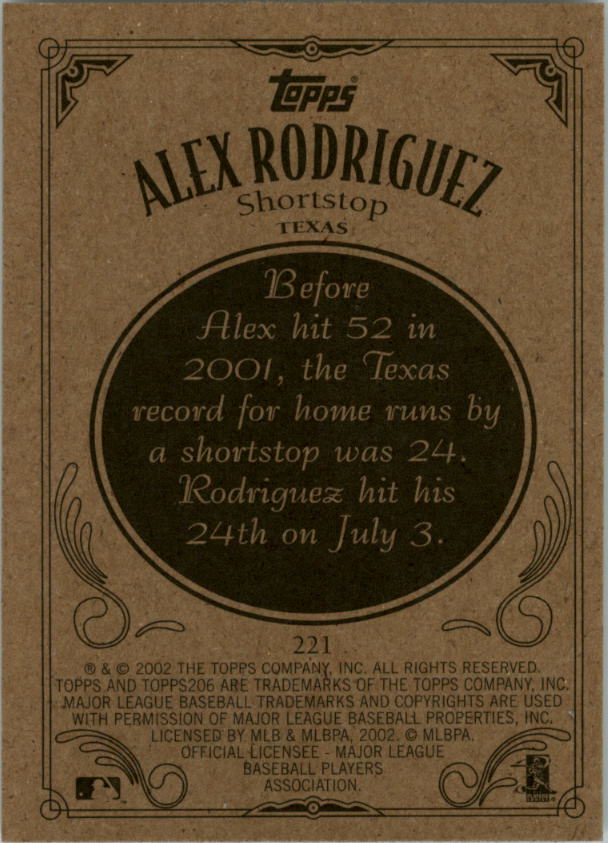 Topps®
ALEX RODRIGUEZ
Shortstop
TEXAS
Before
Alex hit 52 in
2001, the Texas
record for home runs by
a shortstop was 24.
Rodriguez hit his
24th on July 3.
221
® & © 2002 THE TOPPS COMPANY, INC. ALL RIGHTS RESERVED.
TOPPS AND TOPPS206 ARE TRADEMARKS OF THE TOPPS COMPANY, INC.
MAJOR LEAGUE BASEBALL TRADEMARKS AND COPYRIGHTS ARE USED
WITH PERMISSION OF MAJOR LEAGUE BASEBALL PROPERTIES, INC.
LICENSED BY MLB & MLBPA, 2002. © MLBPA.
OFFICIAL LICENSEE - MAJOR LEAGUE
BASEBALL PLAYERS
ASSOCIATION.